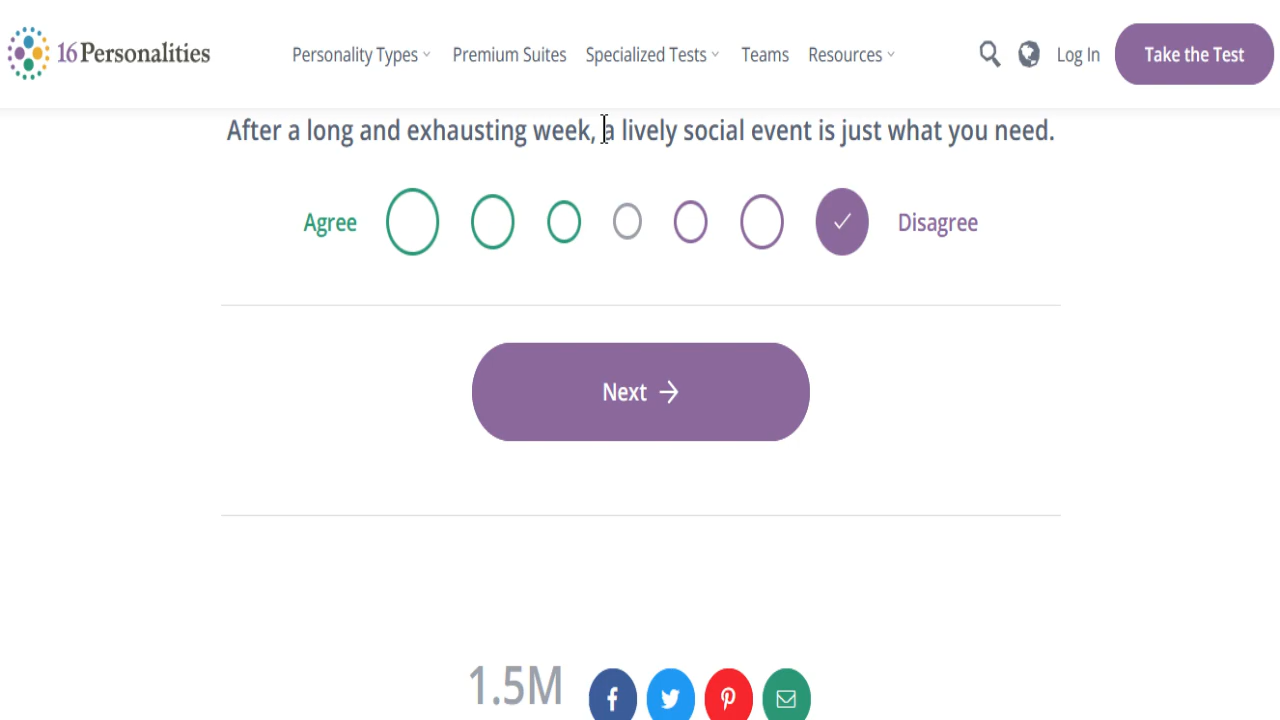 16Personalities
Personality Types
Premium Suites
Specialized Tests
Teams
Resources
Log In
Take the Test
After a long and exhausting week, a lively social event is just what you need.
Agree
Disagree
Next
1.5M